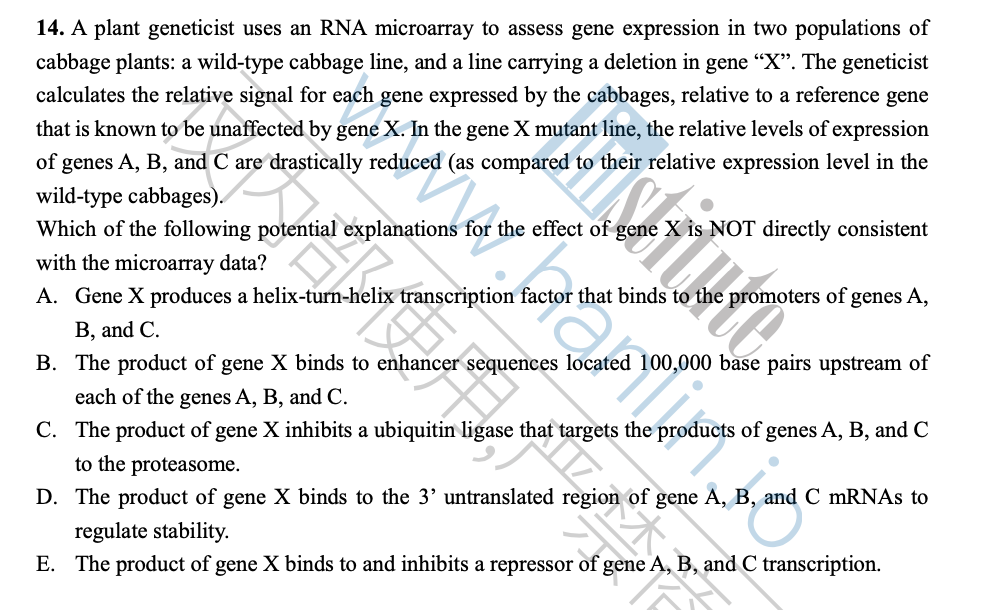 14. A plant geneticist uses an RNA microarray to assess gene expression in two populations of
cabbage plants: a wild-type cabbage line, and a line carrying a deletion in gene “X”. The geneticist
calculates the relative signal for each gene expressed by the cabbages, relative to a reference gene
that is known to be unaffected by gene X. In the gene X mutant line, the relative levels of expression
of genes A, B, and C are drastically reduced (as compared to their relative expression level in the
wild-type cabbages).
Which of the following potential explanations for the effect of gene X is NOT directly consistent
with the microarray data?
A. Gene X produces a helix-turn-helix transcription factor that binds to the promoters of genes A,
B, and C.
B. The product of gene X binds to enhancer sequences located 100,000 base pairs upstream of
each of the genes A, B, and C.
C. The product of gene X inhibits a ubiquitin ligase that targets the products of genes A, B, and C
to the proteasome.
D. The product of gene X binds to the 3’ untranslated region of gene A, B, and C mRNAs to
regulate stability.
E. The product of gene X binds to and inhibits a repressor of gene A, B, and C transcription.
www.hanlin.io
仅内部使用,严禁商